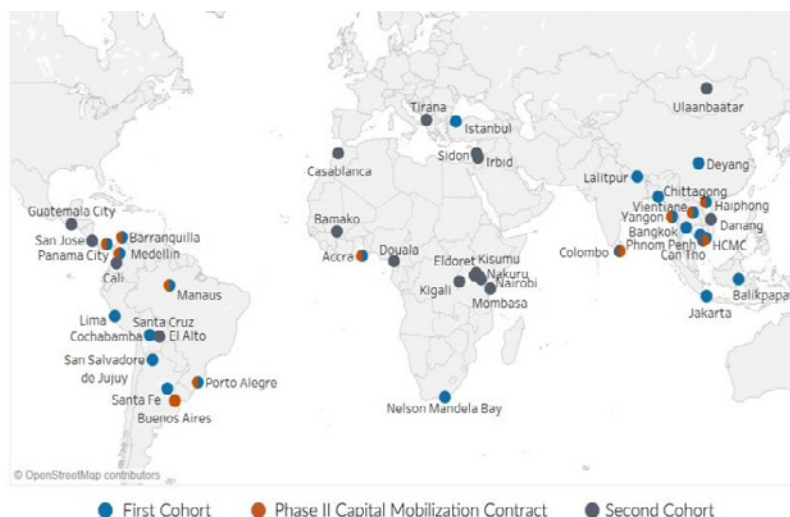 Ulaanbaatar
Tirana
Istanbul
Sidon
Irbid
Casablanca
Deyang
Lalitpur
Chittagong
Vientiane
Haiphong
Yangon
Danang
Bangkok
Phnom Penh
HCMC
Can Tho
Colombo
Guatemala City
San Jose
Barranquilla
Panama City
Medellin
Cali
Bamako
Accra
Douala
Eldoret
Kisumu
Nakuru
Nairobi
Kigali
Mombasa
Manaus
Balikpapan
Jakarta
Lima
Santa Cruz
Cochabamba
El Alto
San Salvadore
de Jujuy
Porto Alegre
Santa Fe
Buenos Aires
Nelson Mandela Bay
© OpenStreetMap contributors
First Cohort
Phase II Capital Mobilization Contract
Second Cohort